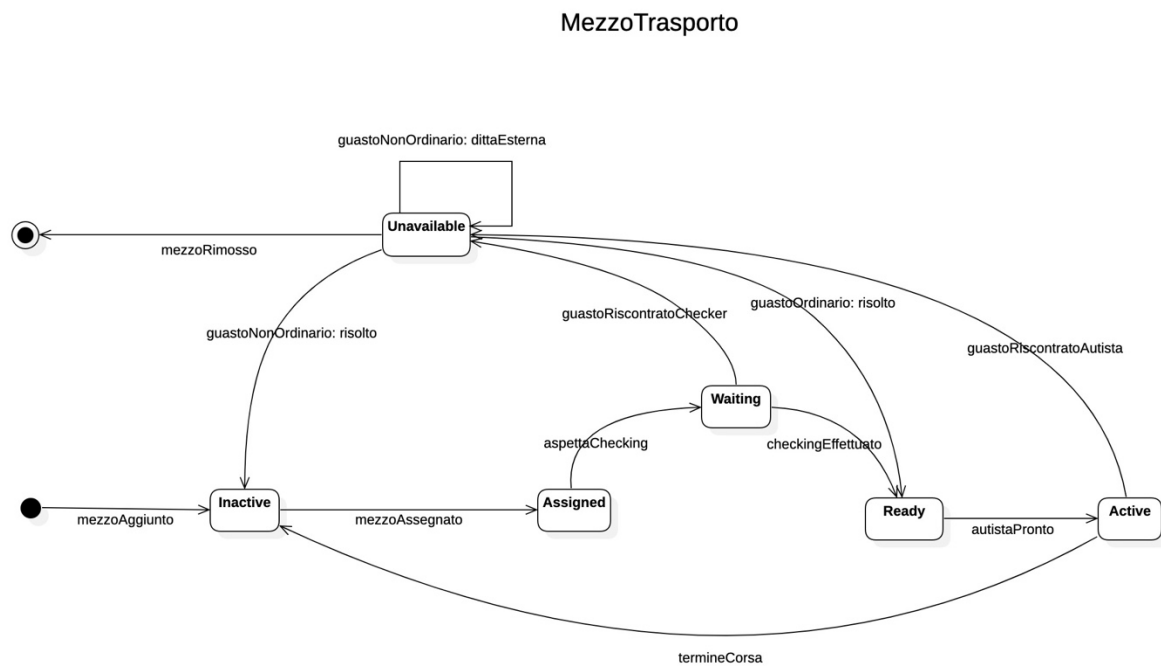 MezzoTrasporto
guastoNonOrdinario: dittaEsterna
Unavailable
mezzoRimosso
guastoRiscontratoChecker
guastoOrdinario: risolto
guastoNonOrdinario: risolto
guastoRiscontratoAutista
Waiting
aspettaChecking
checkingEffettuato
Inactive
Assigned
Ready
Active
mezzoAggiunto
mezzoAssegnato
autistaPronto
termineCorsa